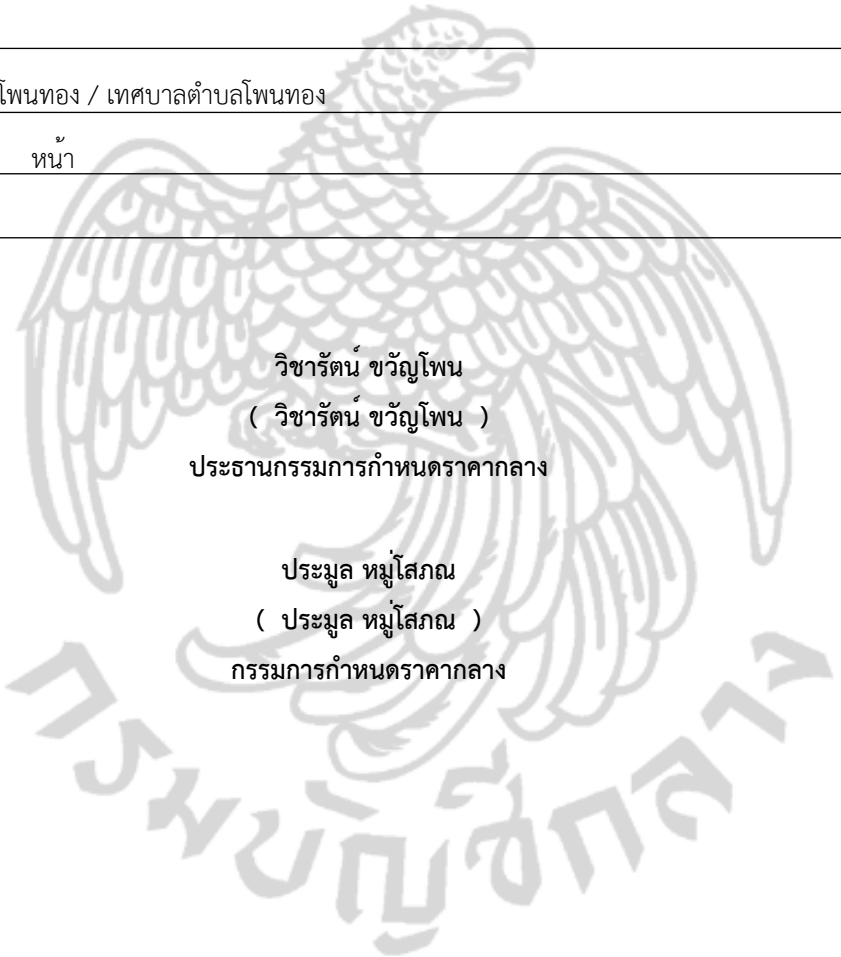 โพนทอง / เทศบาลตำบลโพนทอง
หน้า
วิชารัตน์ ขวัญโพน
( วิชารัตน์ ขวัญโพน )
ประธานกรรมการกำหนดราคากลาง
ประมูล หมู่โสภณ
( ประมูล หมู่โสภณ )
กรรมการกำหนดราคากลาง
กรมบัญชีกลาง